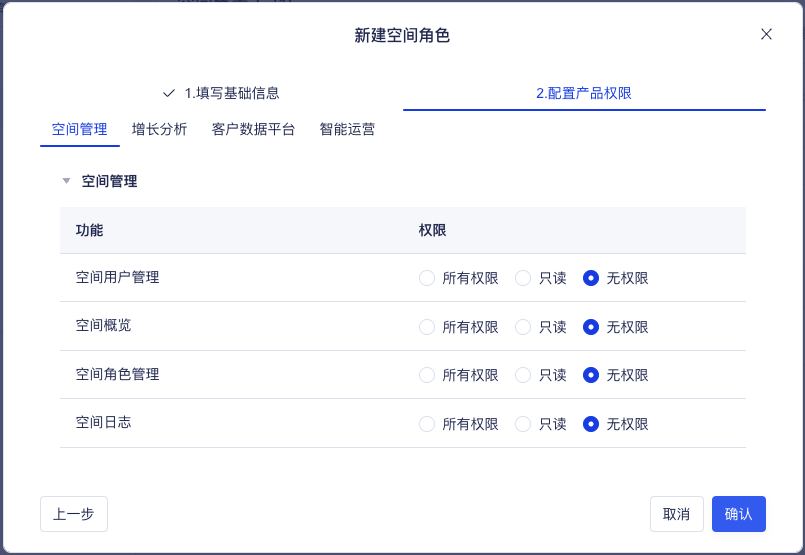 新建空间角色
1.填写基础信息 2.配置产品权限
空间管理 增长分析 客户数据平台 智能运营
空间管理
功能 权限
空间用户管理 所有权限 只读 无权限
空间概览 所有权限 只读 无权限
空间角色管理 所有权限 只读 无权限
空间日志 所有权限 只读 无权限
上一步 取消 确认